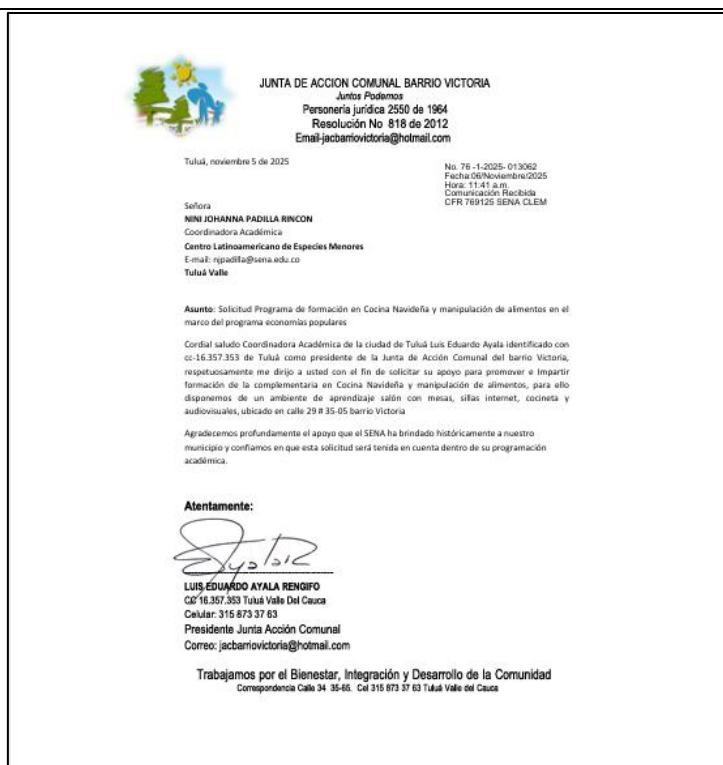 JUNTA DE ACCION COMUNAL BARRIO VICTORIA
Juntos Podemos
Personería jurídica 2550 de 1964
Resolución No 818 de 2012
Email-jacbarriovictoria@hotmail.com
Tuluá, noviembre 5 de 2025
No. 76 -1-2025- 013062
Fecha:06/Noviembre/2025
Hora: 11:41 a.m.
Comunicación Recibida
CFR 769125 SENA CLEM
Señora
NINI JOHANNA PADILLA RINCON
Coordinadora Académica
Centro Latinoamericano de Especies Menores
E-mail: njpadilla@sena.edu.co
Tuluá Valle
Asunto: Solicitud Programa de formación en Cocina Navideña y manipulación de alimentos en el
marco del programa economías populares
Cordial saludo Coordinadora Académica de la ciudad de Tuluá Luis Eduardo Ayala identificado con
cc-16.357.353 de Tuluá como presidente de la Junta de Acción Comunal del barrio Victoria,
respetuosamente me dirijo a usted con el fin de solicitar su apoyo para promover e Impartir
formación de la complementaria en Cocina Navideña y manipulación de alimentos, para ello
disponemos de un ambiente de aprendizaje salón con mesas, sillas internet, cocineta y
audiovisuales, ubicado en calle 29 # 35-05 barrio Victoria
Agradecemos profundamente el apoyo que el SENA ha brindado históricamente a nuestro
municipio y confiamos en que esta solicitud será tenida en cuenta dentro de su programación
académica.
Atentamente:
LUIS EDUARDO AYALA RENGIFO
CC 16.357.353 Tuluá Valle Del Cauca
Celular: 315 873 37 63
Presidente Junta Acción Comunal
Correo: jacbarriovictoria@hotmail.com
Trabajamos por el Bienestar, Integración y Desarrollo de la Comunidad
Correspondencia Calle 34 35-66. Cel 315 873 37 63 Tuluá Valle del Cauca